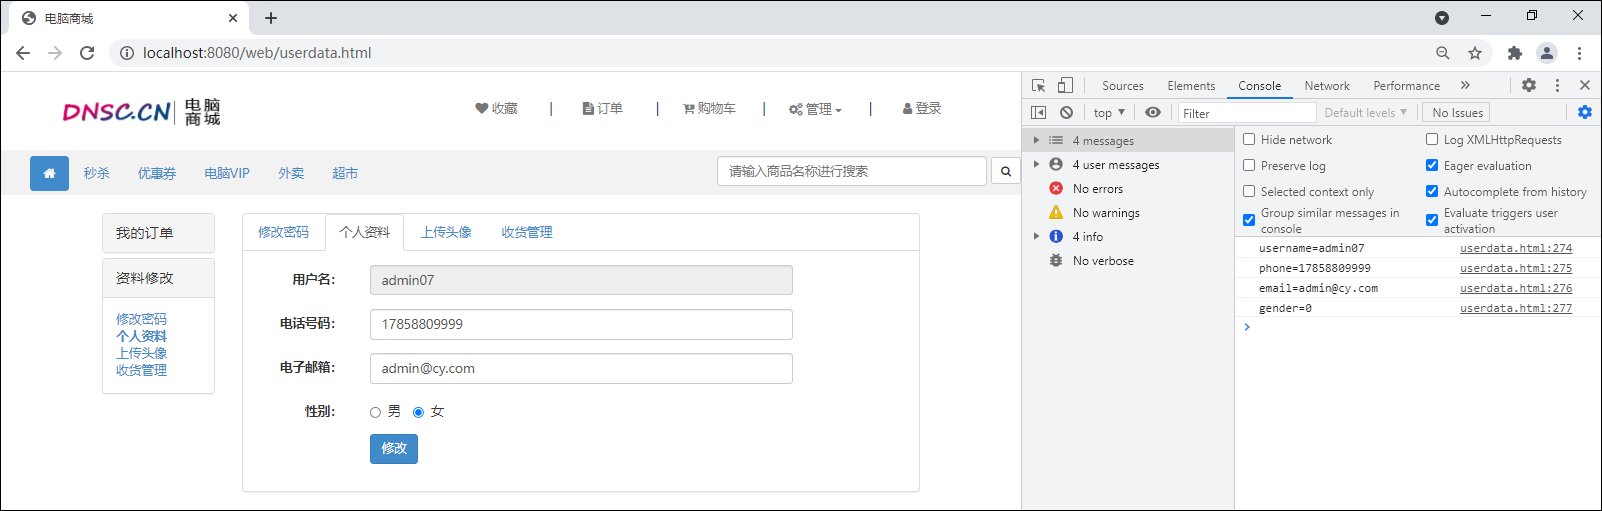 电脑商城
localhost:8080/web/userdata.html
DNSC.CN 电脑商城
收藏 | 订单 | 购物车 | 管理 | 登录
秒杀 优惠券 电脑VIP 外卖 超市 请输入商品名称进行搜索
我的订单
资料修改
修改密码
个人资料
上传头像
收货管理
修改密码 个人资料 上传头像 收货管理
用户名： admin07
电话号码： 17858809999
电子邮箱： admin@cy.com
性别： 男 女
修改
Sources Elements Console Network Performance »
top ▼ Filter Default levels ▼ No Issues
4 messages
4 user messages
No errors
No warnings
4 info
No verbose
Hide network Log XMLHttpRequests
Preserve log Eager evaluation
Selected context only Autocomplete from history
Group similar messages in console Evaluate triggers user activation
username=admin07 userdata.html:274
phone=17858809999 userdata.html:275
email=admin@cy.com userdata.html:276
gender=0 userdata.html:277